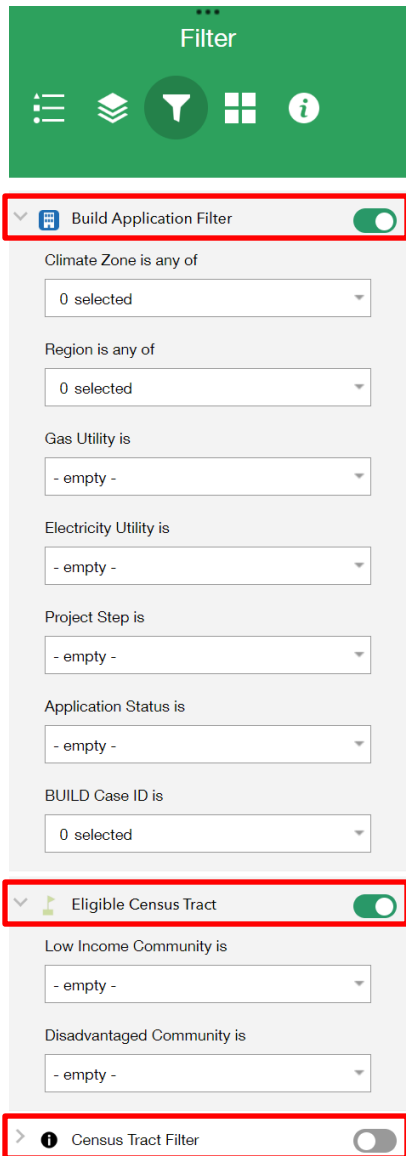 Filter
Build Application Filter
Climate Zone is any of
0 selected
Region is any of
0 selected
Gas Utility is
- empty -
Electricity Utility is
- empty -
Project Step is
- empty -
Application Status is
- empty -
BUILD Case ID is
0 selected
Eligible Census Tract
Low Income Community is
- empty -
Disadvantaged Community is
- empty -
Census Tract Filter